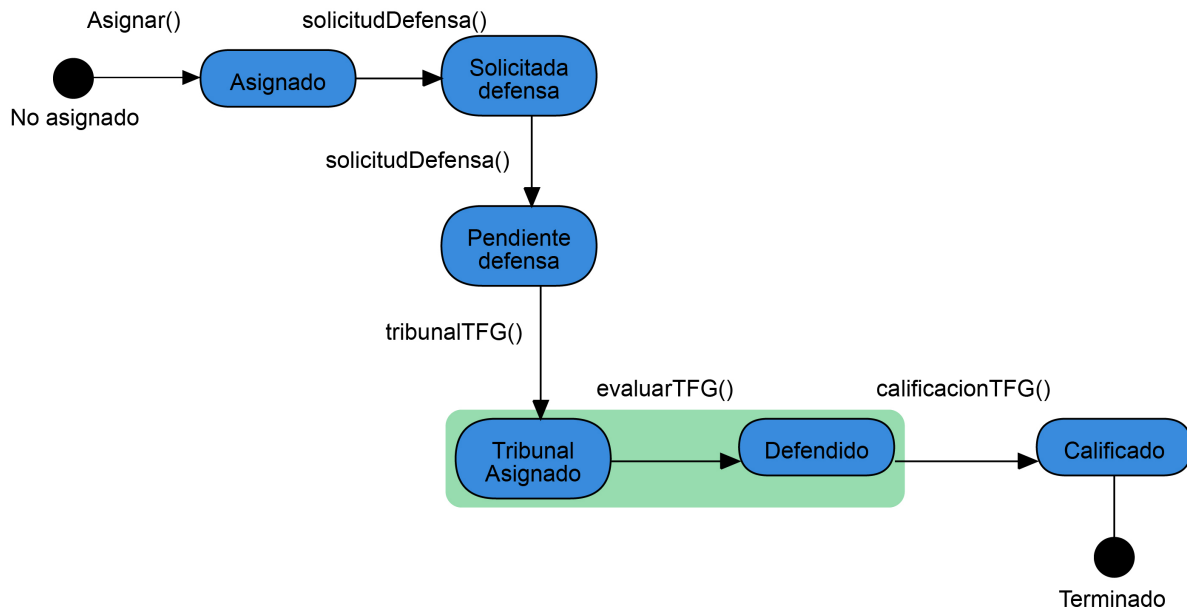 Asignar()
solicitudDefensa()
Asignado
Solicitada
defensa
No asignado
solicitudDefensa()
Pendiente
defensa
tribunalTFG()
evaluarTFG()
calificacionTFG()
Tribunal
Asignado
Defendido
Calificado
Terminado